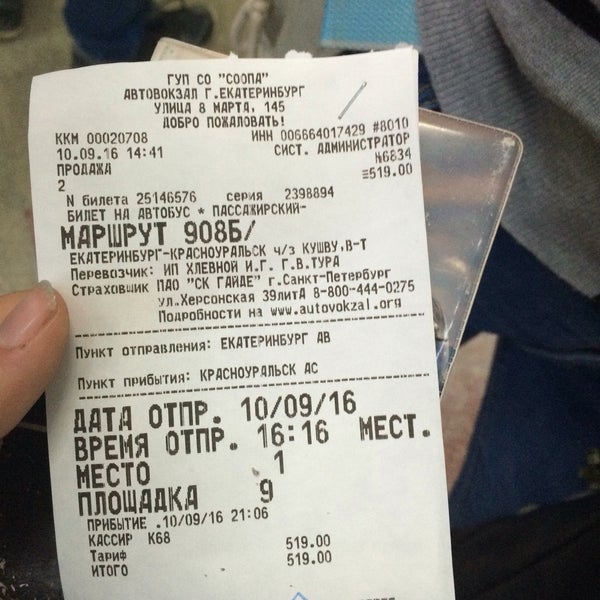 ГУП СО "СООПА"
АВТОВОКЗАЛ Г.ЕКАТЕРИНБУРГ
УЛИЦА 8 МАРТА, 145
ДОБРО ПОЖАЛОВАТЬ!
ККМ 00020708 ИНН 006664017429 #8010
10.09.16 14:41 СИСТ. АДМИНИСТРАТОР
ПРОДАЖА №6834
2 ≡519.00
N билета 25146576 серия 2398894
БИЛЕТ НА АВТОБУС * ПАССАЖИРСКИЙ-
МАРШРУТ 908Б/
ЕКАТЕРИНБУРГ-КРАСНОУРАЛЬСК ч/з КУШВУ,В-Т
Перевозчик: ИП ХЛЕВНОЙ И.Г. Г.В.ТУРА
Страховщик ПАО "СК ГАЙДЕ" г.Санкт-Петербург
ул.Херсонская 39литА 8-800-444-0275
Подробности на www.autovokzal.org
Пункт отправления: ЕКАТЕРИНБУРГ АВ
Пункт прибытия: КРАСНОУРАЛЬСК АС
ДАТА ОТПР. 10/09/16
ВРЕМЯ ОТПР. 16:16 МЕСТ.
МЕСТО 1
ПЛОЩАДКА 9
ПРИБЫТИЕ .10/09/16 21:06
КАССИР К68
Тариф 519.00
ИТОГО 519.00